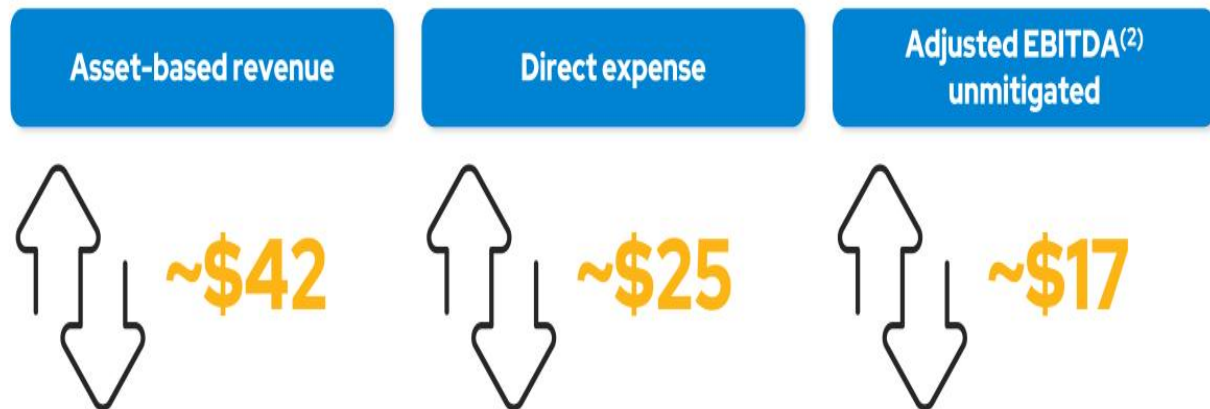 Asset-based revenue
Direct expense
Adjusted EBITDA(2)
unmitigated
~$42
~$25
~$17